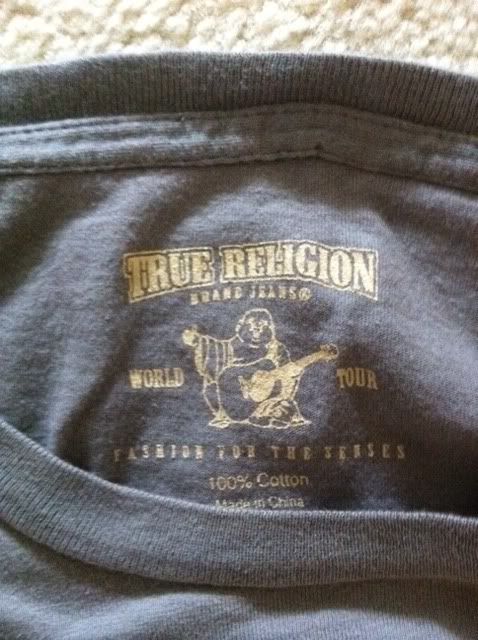 TRUE RELIGION
BRAND JEANS®
WORLD TOUR
FASHION FOR THE SENSES
100% Cotton
Made in China